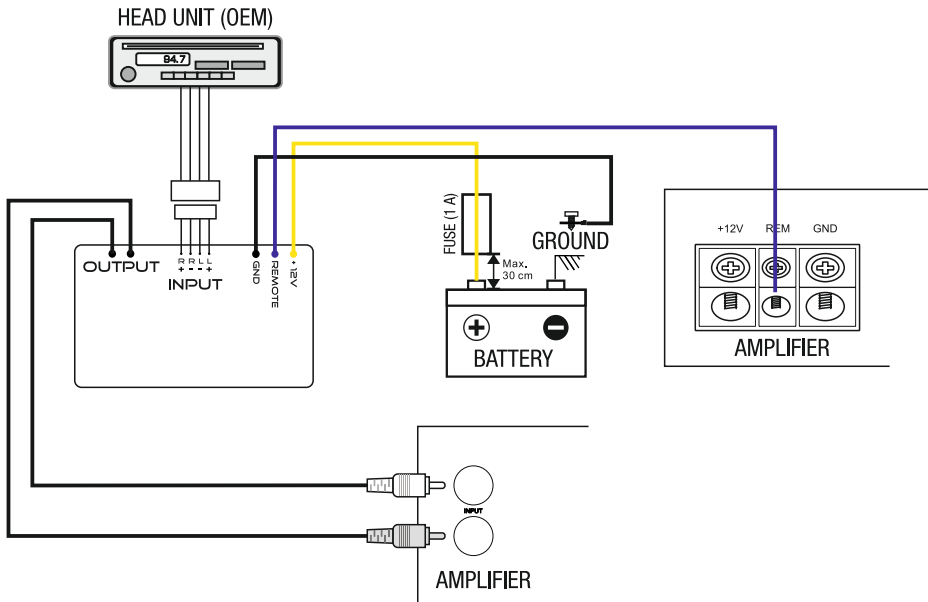 HEAD UNIT (OEM)
94.7
OUTPUT
R R L L
+ - - +
INPUT
GND
REMOTE
+ 12V
FUSE (1 A)
Max.
30 cm
GROUND
BATTERY
+12V REM GND
AMPLIFIER
INPUT
AMPLIFIER